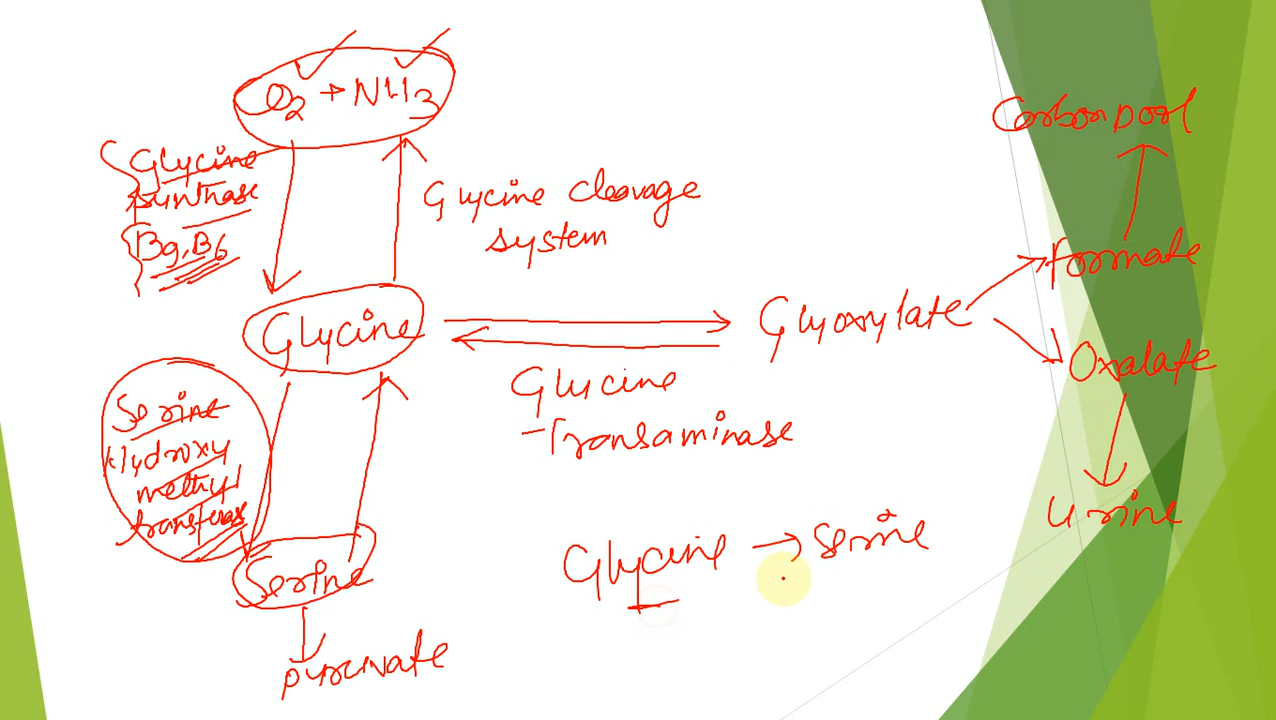 CO2 + NH3
Glycine
synthase
B9, B6
Glycine cleavage
system
Glycine
Glyoxylate
Glycine
Transaminase
Carbon pool
formate
Oxalate
Urine
Serine
Hydroxy
methyl
transferase
Serine
pyruvate
Glycine → Serine